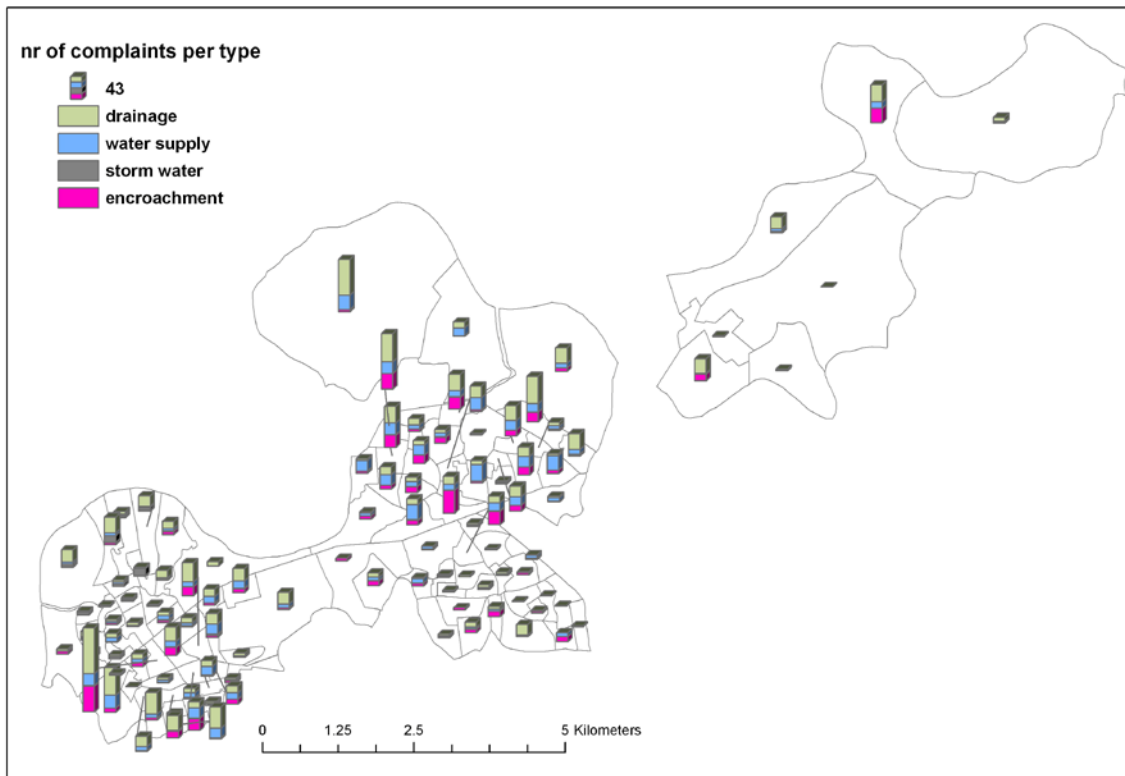 nr of complaints per type
43
drainage
water supply
storm water
encroachment
0 1.25 2.5 5 Kilometers